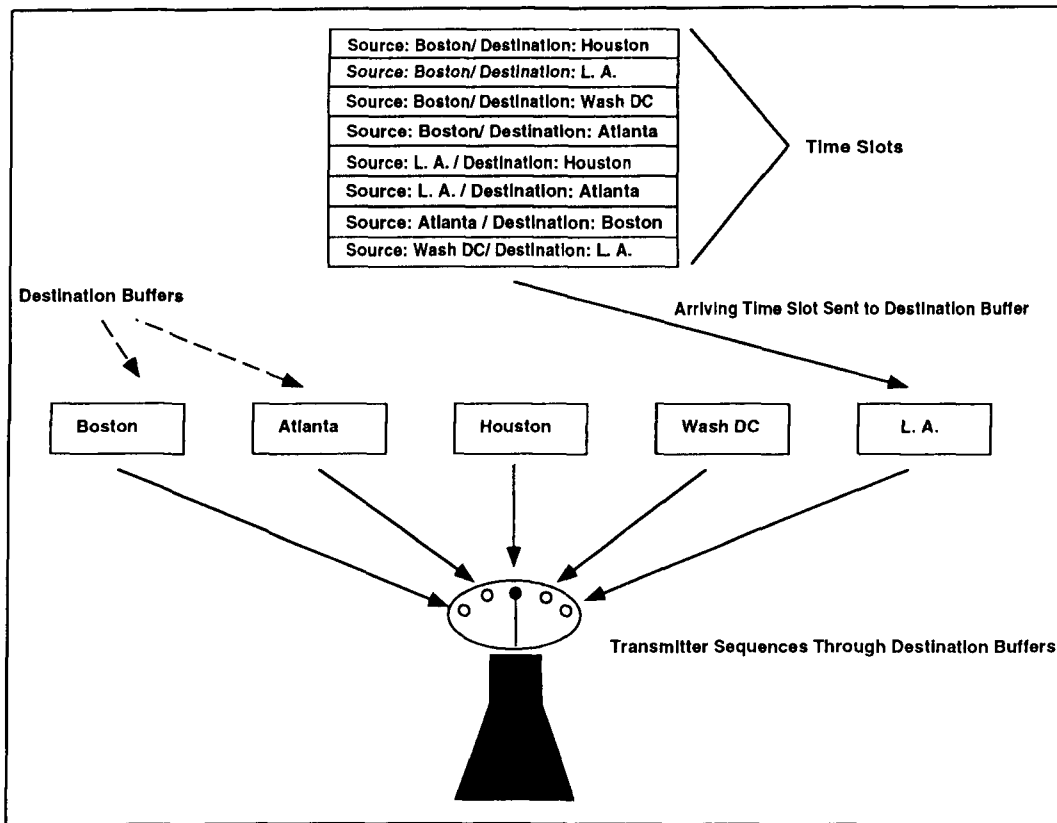 Source: Boston/ Destination: Houston
Source: Boston/ Destination: L. A.
Source: Boston/ Destination: Wash DC
Source: Boston/ Destination: Atlanta
Source: L. A. / Destination: Houston
Source: L. A. / Destination: Atlanta
Source: Atlanta / Destination: Boston
Source: Wash DC/ Destination: L. A.
Time Slots
Destination Buffers
Arriving Time Slot Sent to Destination Buffer
Boston
Atlanta
Houston
Wash DC
L. A.
Transmitter Sequences Through Destination Buffers